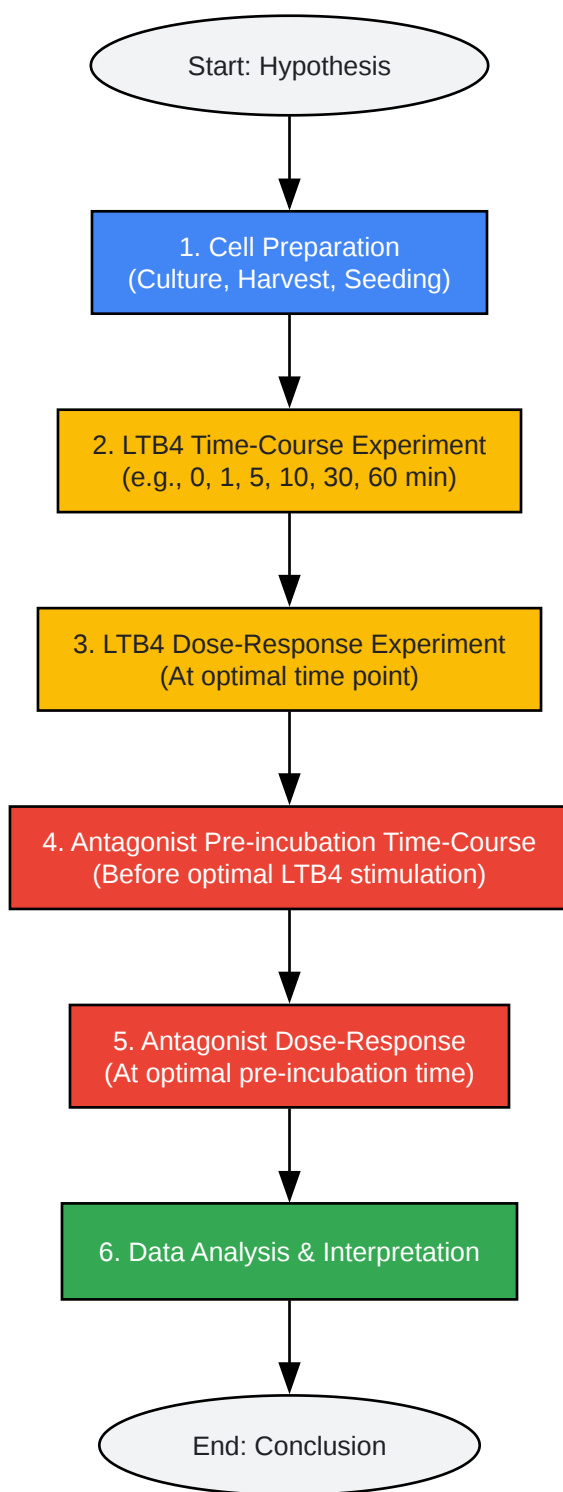 Start: Hypothesis
1. Cell Preparation
(Culture, Harvest, Seeding)
2. LTB4 Time-Course Experiment
(e.g., 0, 1, 5, 10, 30, 60 min)
3. LTB4 Dose-Response Experiment
(At optimal time point)
4. Antagonist Pre-incubation Time-Course
(Before optimal LTB4 stimulation)
5. Antagonist Dose-Response
(At optimal pre-incubation time)
6. Data Analysis & Interpretation
End: Conclusion